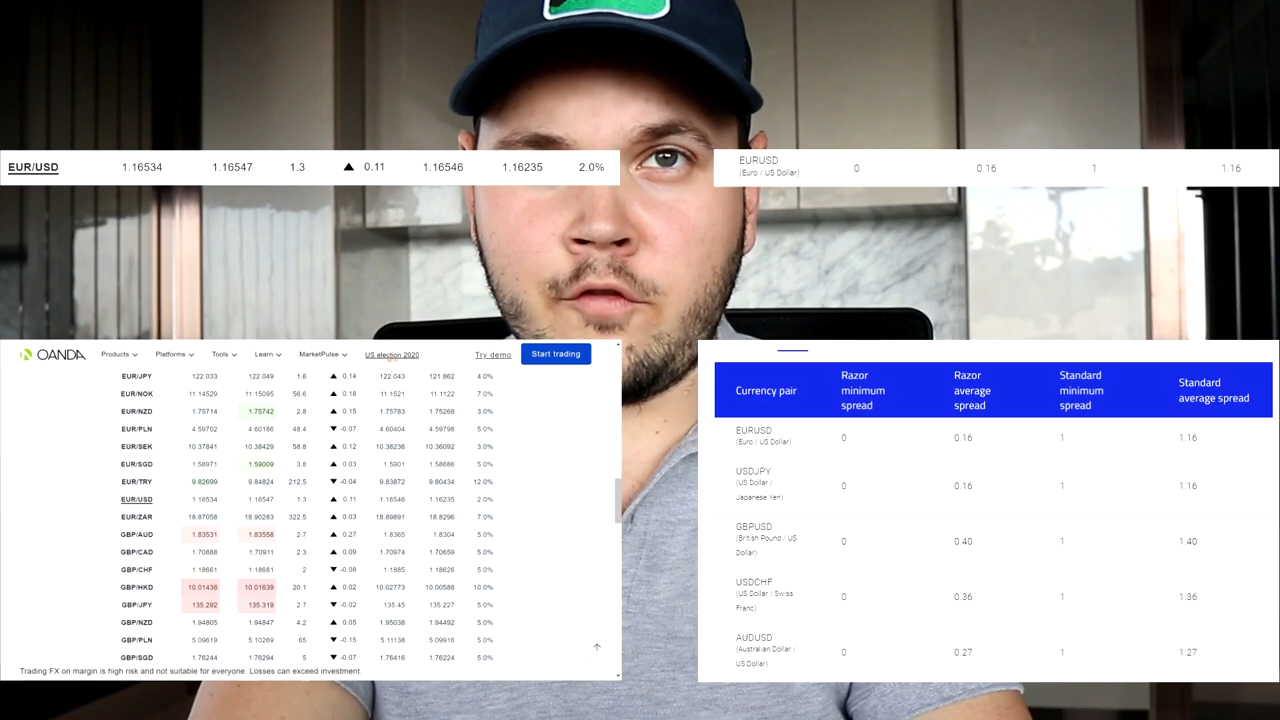 EUR/USD 1.16534 1.16547 1.3 ▲ 0.11 1.16546 1.16235 2.0%
EURUSD 0 0.16 1 1.16
(Euro / US Dollar)
OANDA Products Platforms Tools Learn MarketPulse US election 2020 Try demo Start trading
EUR/JPY 122.033 122.049 1.6 ▲ 0.14 122.043 121.862 4.0%
EUR/NOK 11.14529 11.15095 56.6 ▲ 0.18 11.1521 11.1122 7.0%
EUR/NZD 1.75714 1.75742 2.8 ▲ 0.15 1.75783 1.75268 3.0%
EUR/PLN 4.59702 4.60186 48.4 ▼ -0.07 4.60404 4.59798 5.0%
EUR/SEK 10.37841 10.38429 58.8 ▲ 0.12 10.38236 10.36092 3.0%
EUR/SGD 1.58971 1.59009 3.8 ▲ 0.03 1.5901 1.58686 5.0%
EUR/TRY 9.82699 9.84824 212.5 ▼ -0.04 9.83872 9.80434 12.0%
EUR/USD 1.16534 1.16547 1.3 ▲ 0.11 1.16546 1.16235 2.0%
EUR/ZAR 18.87058 18.90283 322.5 ▲ 0.03 18.89891 18.8296 7.0%
GBP/AUD 1.83531 1.83558 2.7 ▲ 0.27 1.8365 1.8304 5.0%
GBP/CAD 1.70888 1.70911 2.3 ▲ 0.09 1.70974 1.70659 5.0%
GBP/CHF 1.18661 1.18681 2 ▼ -0.08 1.1885 1.18626 5.0%
GBP/HKD 10.01438 10.01639 20.1 ▲ 0.02 10.02773 10.00588 10.0%
GBP/JPY 135.292 135.319 2.7 ▼ -0.02 135.45 135.227 5.0%
GBP/NZD 1.94805 1.94847 4.2 ▲ 0.05 1.95038 1.94492 5.0%
GBP/PLN 5.09619 5.10269 65 ▼ -0.15 5.11138 5.09916 5.0%
GBP/SGD 1.76244 1.76294 5 ▼ -0.07 1.76416 1.76224 5.0%
Trading FX on margin is high risk and not suitable for everyone. Losses can exceed investment.
Currency pair
Razor
minimum
spread
Razor
average
spread
Standard
minimum
spread
Standard
average spread
EURUSD 0 0.16 1 1.16
(Euro / US Dollar)
USDJPY 0 0.16 1 1.16
(US Dollar /
Japanese Yen)
GBPUSD 0 0.40 1 1.40
(British Pound / US
Dollar)
USDCHF 0 0.36 1 1.36
(US Dollar / Swiss
Franc)
AUDUSD 0 0.27 1 1.27
(Australian Dollar /
US Dollar)